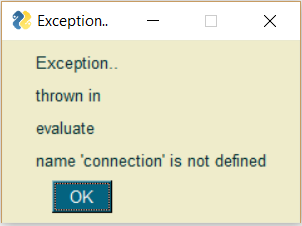 Exception..
Exception..
thrown in
evaluate
name 'connection' is not defined
OK